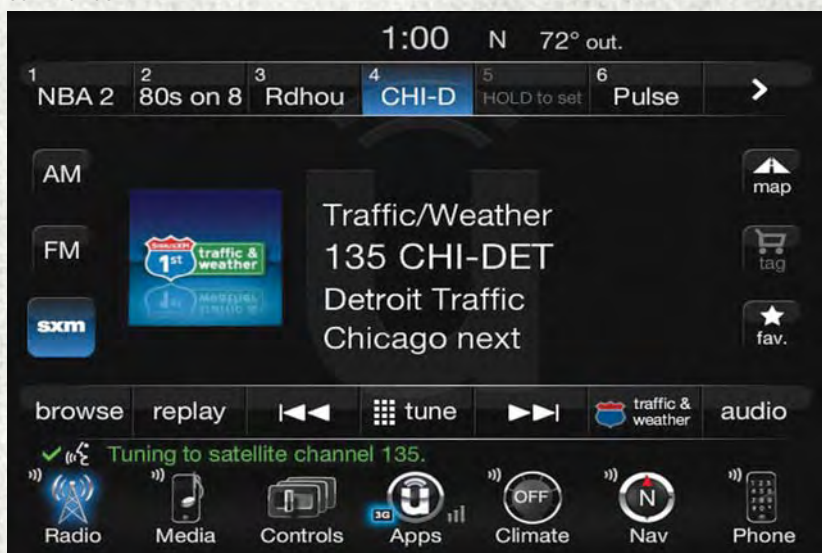 1:00 N 72° out.
1 NBA 2
2 80s on 8
3 Rdhou
4 CHI-D
5 HOLD to set
6 Pulse
AM
FM
sxm
SIRIUSXM
1st traffic & weather
Traffic/Weather
135 CHI-DET
Detroit Traffic
Chicago next
map
tag
fav.
browse replay tune traffic & weather audio
Tuning to satellite channel 135.
3G OFF N
Radio Media Controls Apps Climate Nav Phone